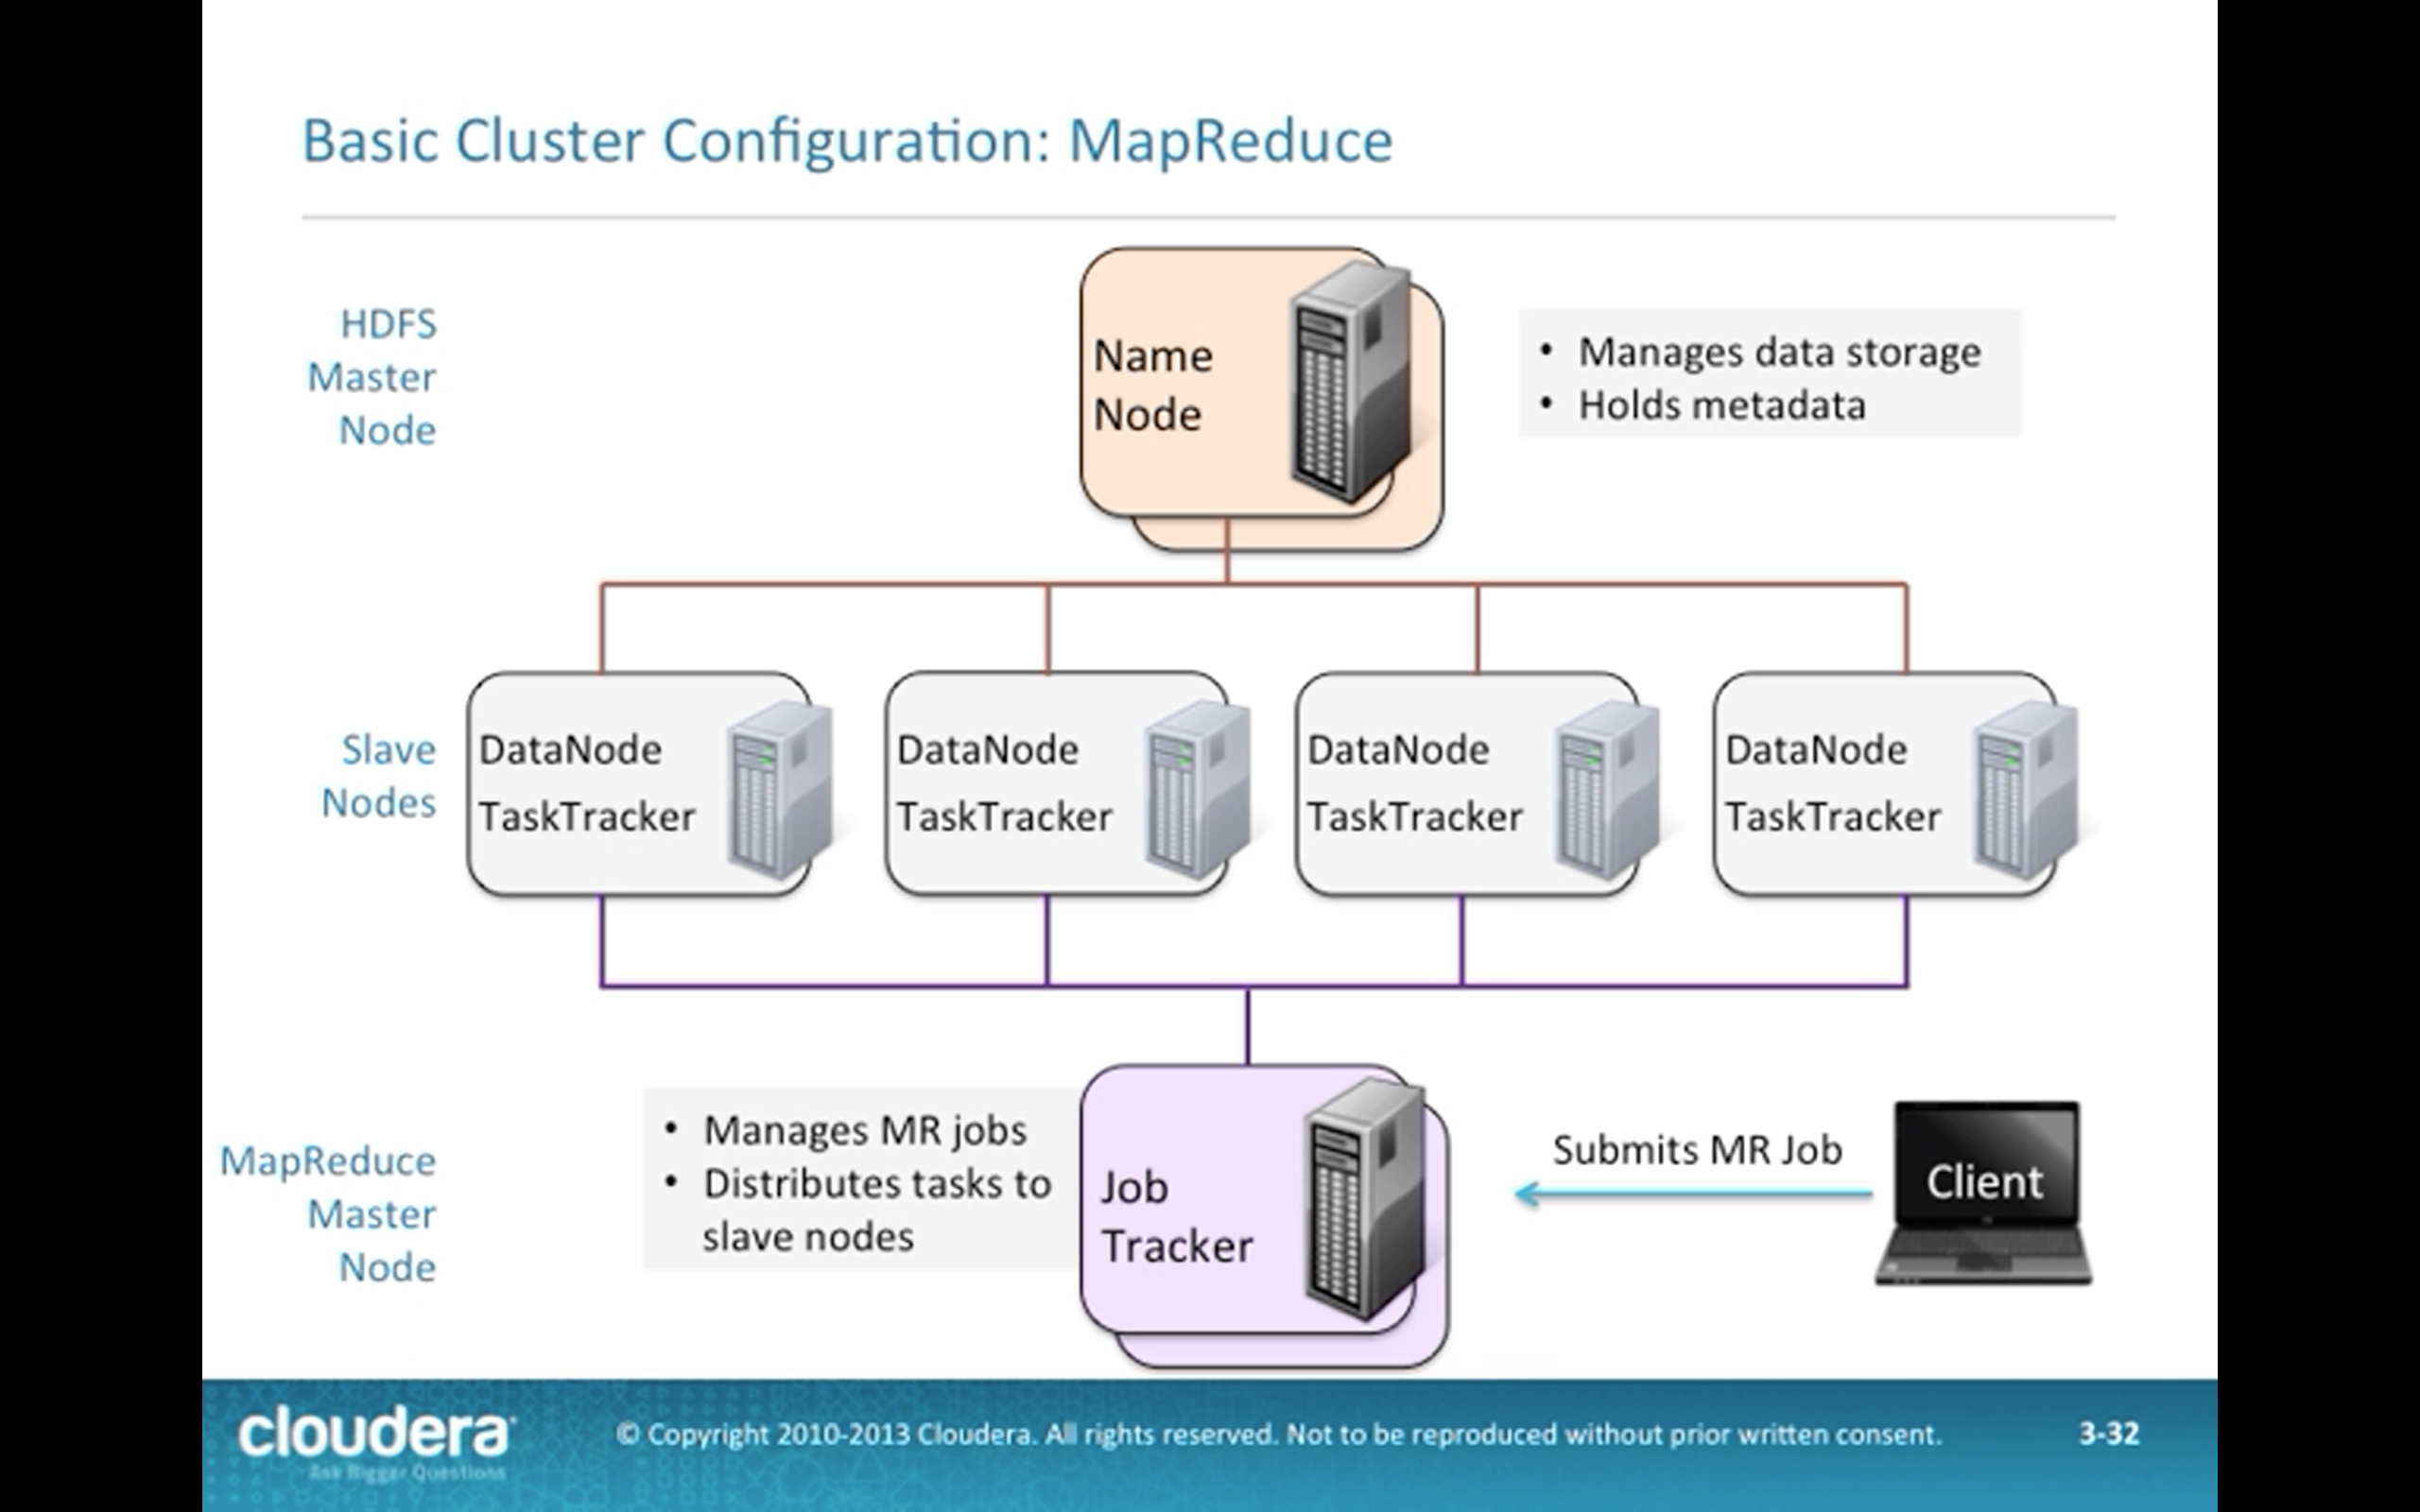 Basic Cluster Configuration: MapReduce
HDFS
Master
Node
Name
Node
• Manages data storage
• Holds metadata
Slave
Nodes
DataNode
TaskTracker
DataNode
TaskTracker
DataNode
TaskTracker
DataNode
TaskTracker
MapReduce
Master
Node
• Manages MR jobs
• Distributes tasks to
slave nodes
Job
Tracker
Submits MR Job
Client
cloudera
Ask Bigger Questions
© Copyright 2010-2013 Cloudera. All rights reserved. Not to be reproduced without prior written consent.
3-32